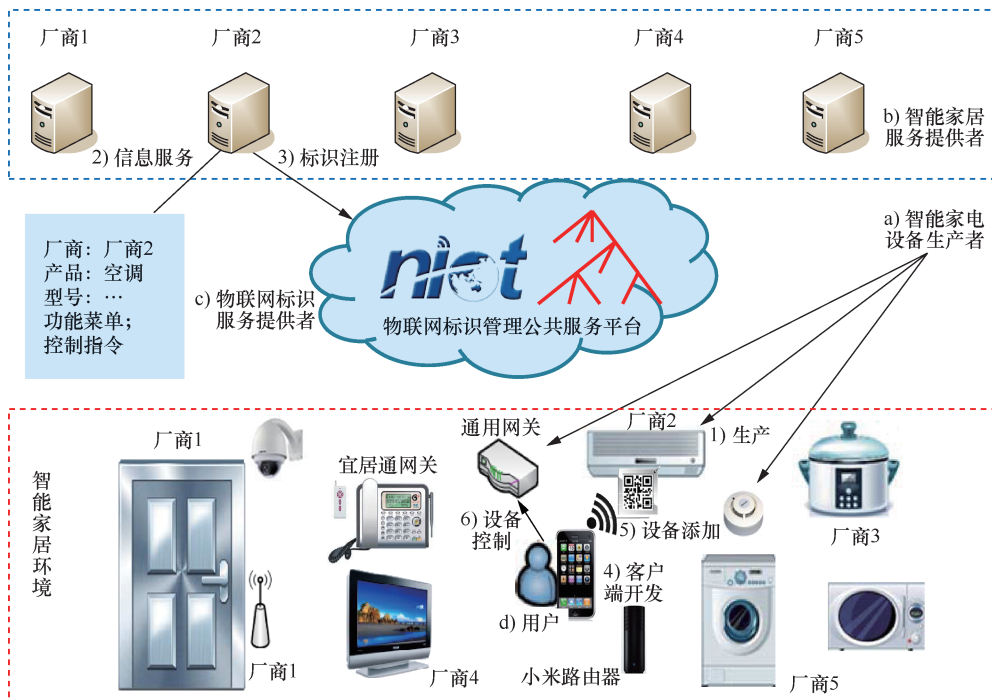 厂商1
厂商2
厂商3
厂商4
厂商5
b) 智能家居
服务提供者
2) 信息服务
3) 标识注册
厂商：厂商2
产品：空调
型号：…
功能菜单；
控制指令
niot
c) 物联网标识
服务提供者
物联网标识管理公共服务平台
a) 智能家电
设备生产者
智能家居环境
厂商1
宜居通网关
通用网关
厂商2
1) 生产
6) 设备
控制
5) 设备添加
厂商3
4) 客户
端开发
d) 用户
厂商1
厂商4
小米路由器
厂商5